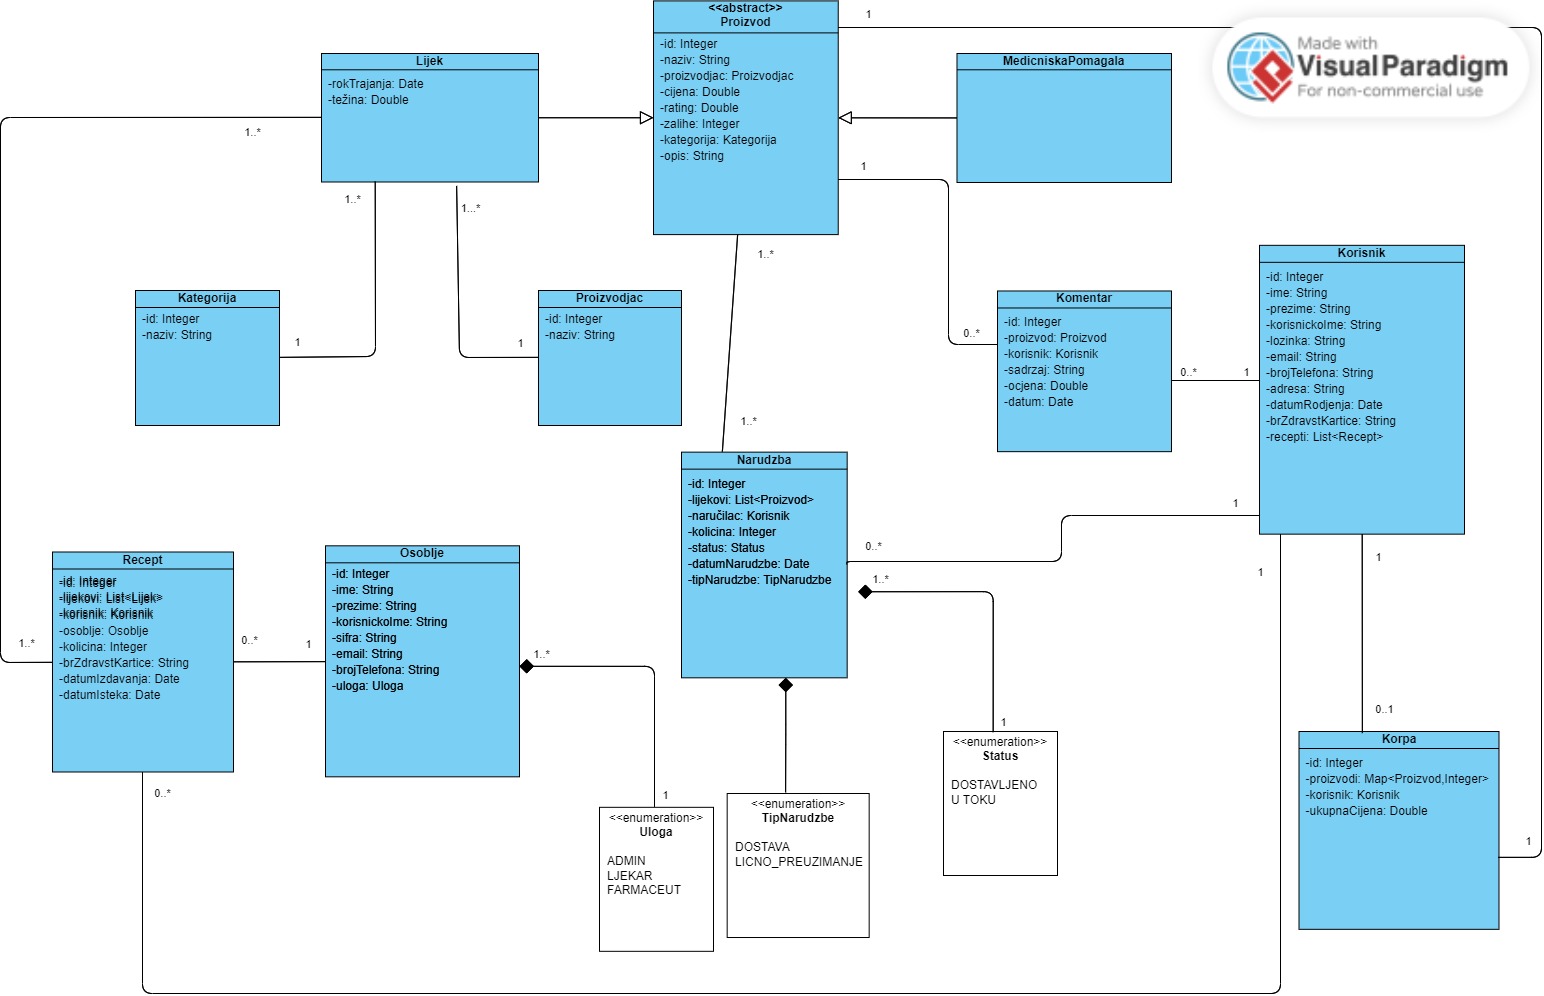 <<abstract>>
Proizvod
-id: Integer
-naziv: String
-proizvodjac: Proizvodjac
-cijena: Double
-rating: Double
-zalihe: Integer
-kategorija: Kategorija
-opis: String
1
1
1..*
Made with
Visual Paradigm
For non-commercial use
Lijek
-rokTrajanja: Date
-težina: Double
1..*
1..*
1...*
MedicniskaPomagala
Kategorija
-id: Integer
-naziv: String
1
Proizvodjac
-id: Integer
-naziv: String
1
Komentar
-id: Integer
-proizvod: Proizvod
-korisnik: Korisnik
-sadrzaj: String
-ocjena: Double
-datum: Date
0..*
0..*
1
Korisnik
-id: Integer
-ime: String
-prezime: String
-korisnickoIme: String
-lozinka: String
-email: String
-brojTelefona: String
-adresa: String
-datumRodjenja: Date
-brZdravstKartice: String
-recepti: List<Recept>
1
1
1
1..*
Narudzba
-id: Integer
-lijekovi: List<Proizvod>
-naručilac: Korisnik
-kolicina: Integer
-status: Status
-datumNarudzbe: Date
-tipNarudzbe: TipNarudzbe
0..*
1..*
Recept
-id: Integer
-lijekovi: List<Lijek>
-korisnik: Korisnik
-osoblje: Osoblje
-kolicina: Integer
-brZdravstKartice: String
-datumIzdavanja: Date
-datumIsteka: Date
1..*
0..*
1
0..*
Osoblje
-id: Integer
-ime: String
-prezime: String
-korisnickoIme: String
-sifra: String
-email: String
-brojTelefona: String
-uloga: Uloga
1..*
1
<<enumeration>>
Uloga
ADMIN
LJEKAR
FARMACEUT
<<enumeration>>
TipNarudzbe
DOSTAVA
LICNO_PREUZIMANJE
1
<<enumeration>>
Status
DOSTAVLJENO
U TOKU
0..1
Korpa
-id: Integer
-proizvodi: Map<Proizvod,Integer>
-korisnik: Korisnik
-ukupnaCijena: Double
1